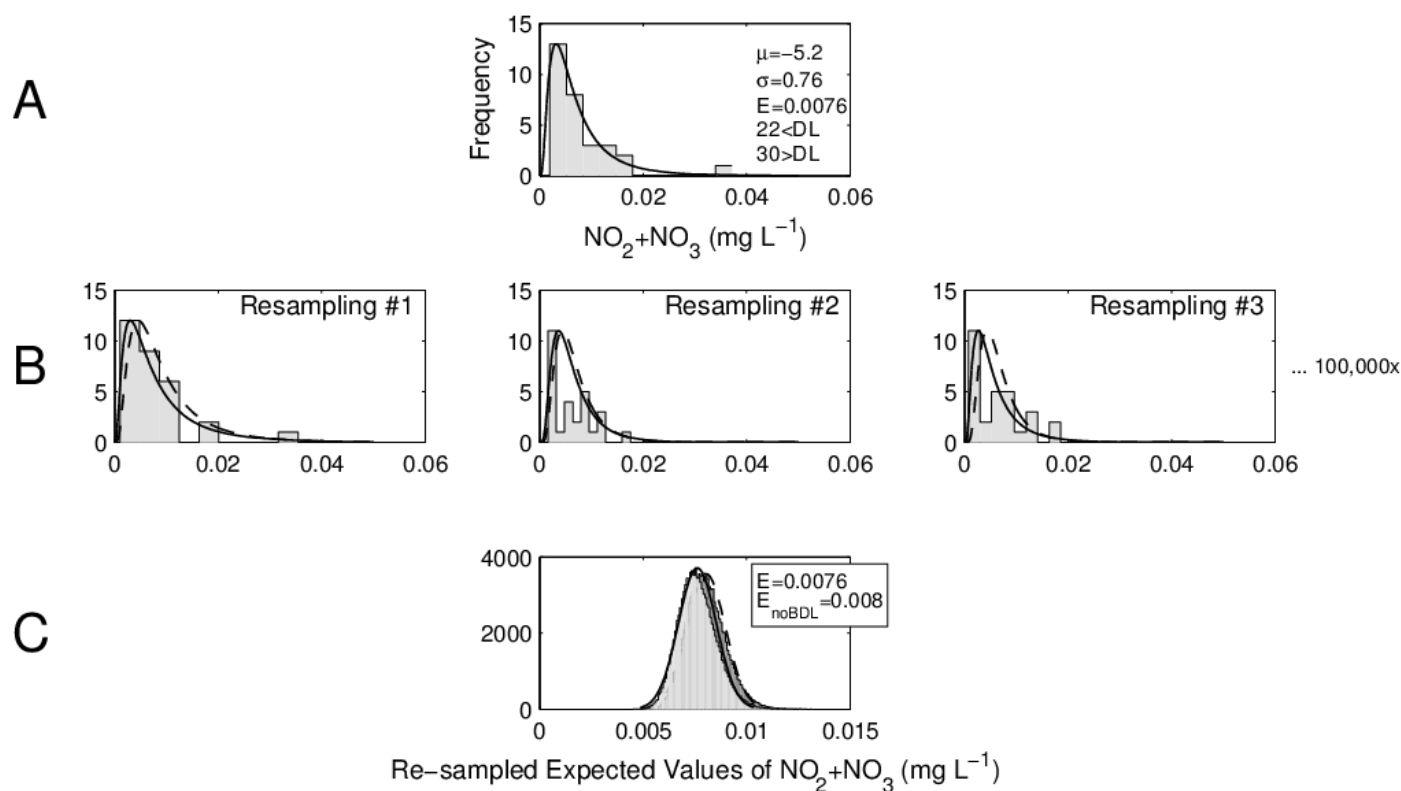 A
Frequency
15
10
5
0
0 0.02 0.04 0.06
μ=−5.2
σ=0.76
E=0.0076
22<DL
30>DL
NO2+NO3 (mg L−1)
B
15
10
5
0
0 0.02 0.04 0.06
Resampling #1
15
10
5
0
0 0.02 0.04 0.06
Resampling #2
15
10
5
0
0 0.02 0.04 0.06
Resampling #3
... 100,000x
C
4000
2000
0
0 0.005 0.01 0.015
E=0.0076
EnoBDL=0.008
Re−sampled Expected Values of NO2+NO3 (mg L−1)